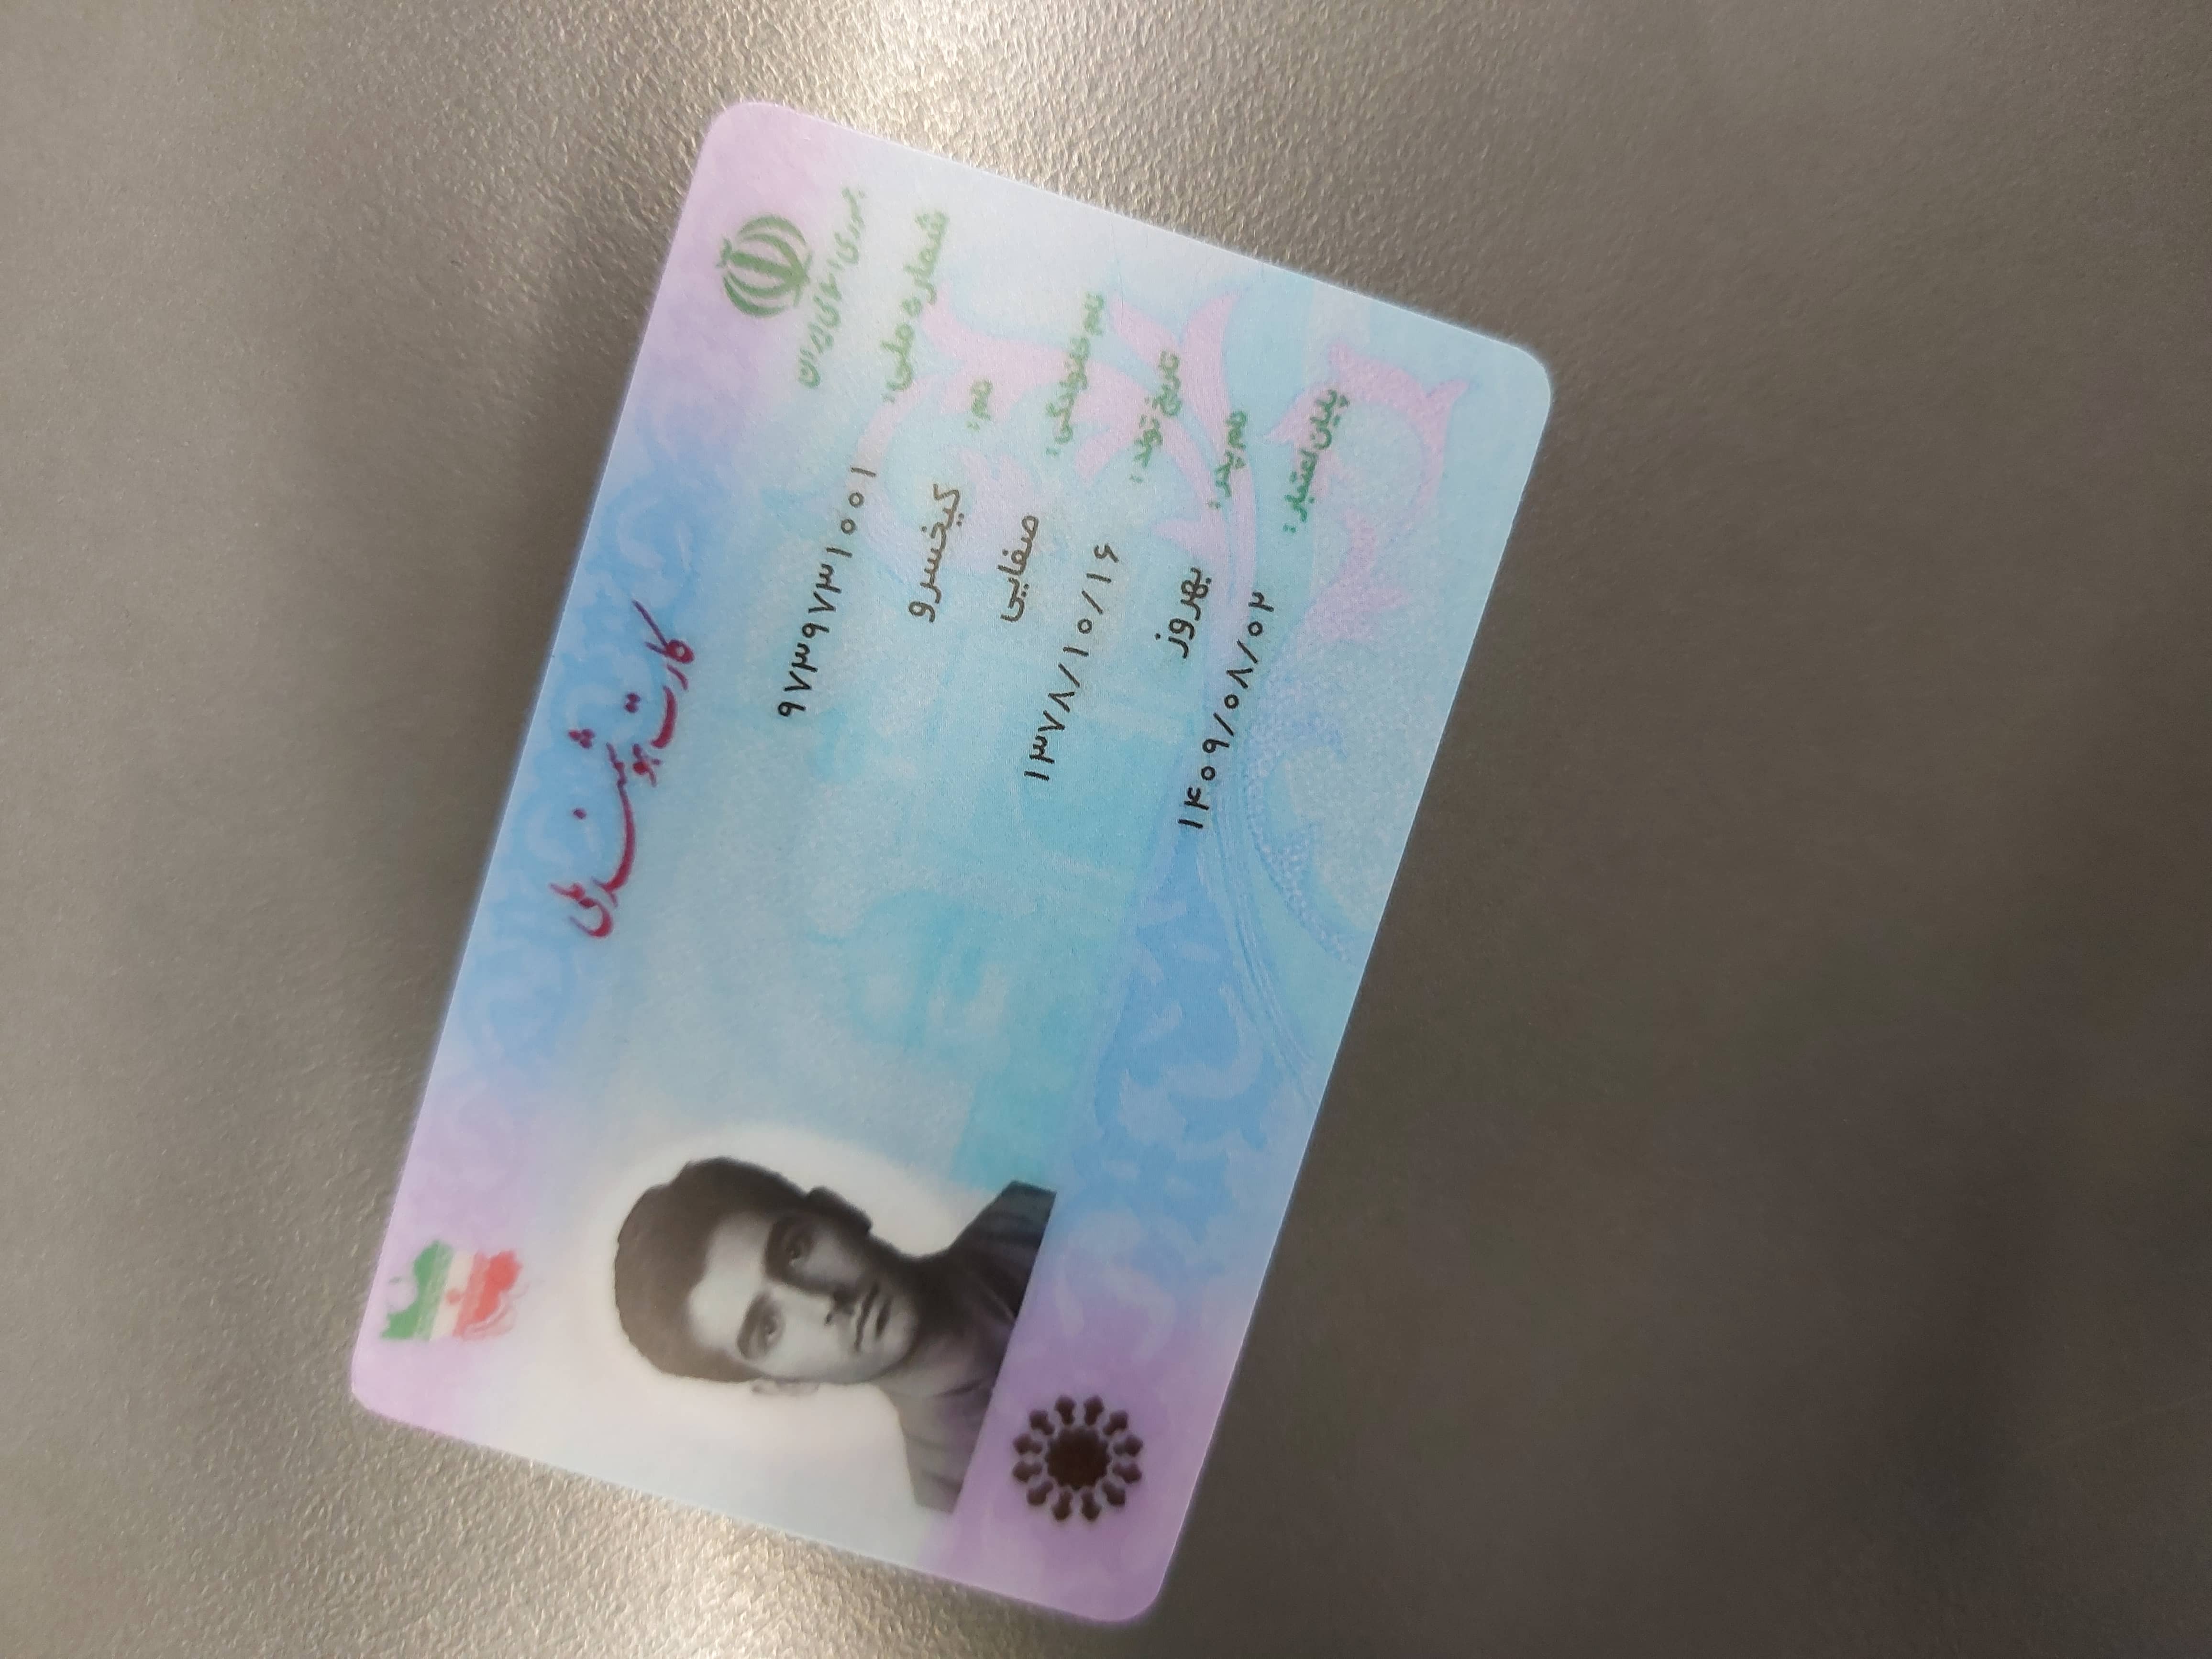 جمهوری اسلامی ایران
کارت هوشمند ملی
شماره ملی: ۹۷۳۹۷۳۱۰۰۱
نام: کیخسرو
نام خانوادگی: صفایی
تاریخ تولد: ۱۳۷۸/۱۰/۱۶
نام پدر: بهروز
پایان اعتبار: ۱۴۰۹/۰۸/۰۲